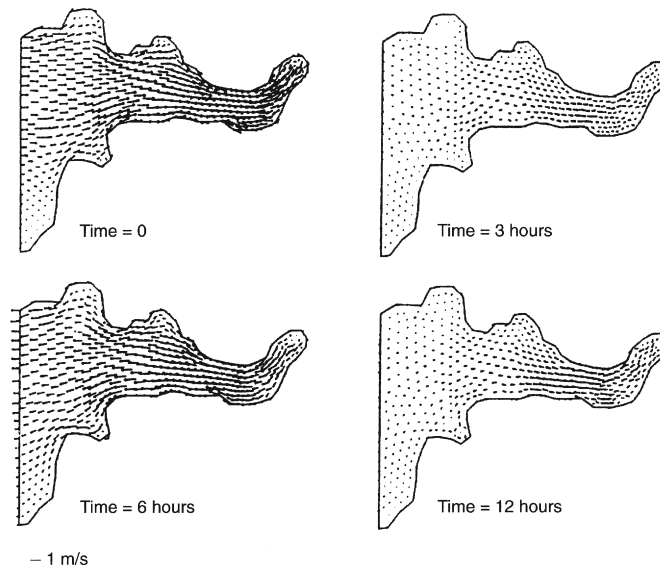 Time = 0
Time = 3 hours
Time = 6 hours
Time = 12 hours
– 1 m/s